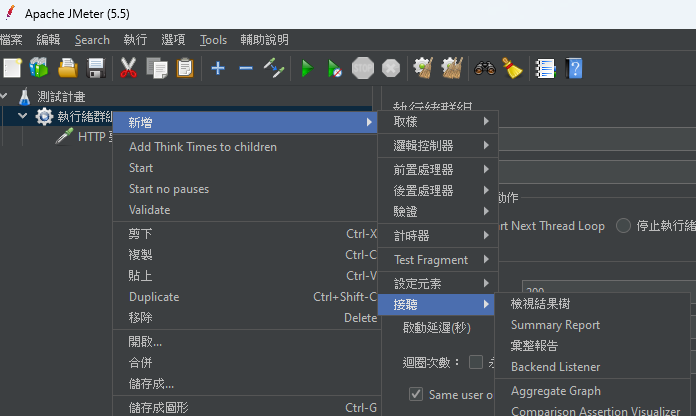 Apache JMeter (5.5)
檔案 編輯 Search 執行 選項 Tools 輔助說明
測試計畫
執行緒群組
HTTP
新增
Add Think Times to children
Start
Start no pauses
Validate
剪下 Ctrl-X
複製 Ctrl-C
貼上 Ctrl-V
Duplicate Ctrl+Shift-C
移除 Delete
開啟...
合併
儲存成...
儲存成圖形 Ctrl-G
執行緒群組
取樣
邏輯控制器
前置處理器
後置處理器
驗證
計時器
Test Fragment
設定元素
接聽
動作
rt Next Thread Loop 停止執行緒
200
啟動延遲(秒)
迴圈次數：
Same user o
檢視結果樹
Summary Report
彙整報告
Backend Listener
Aggregate Graph
Comparison Assertion Visualizer